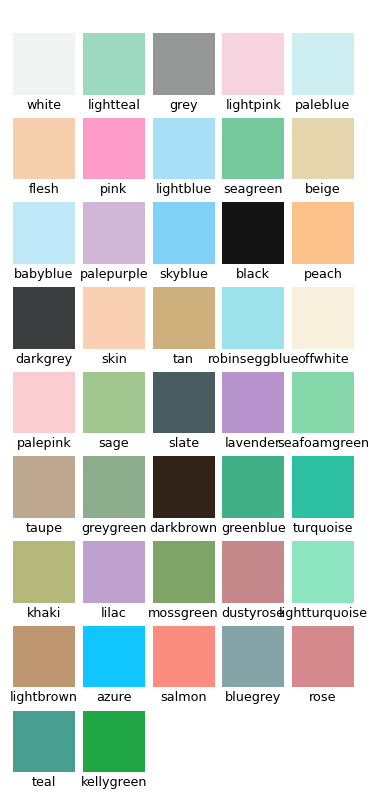 white lightteal grey lightpink paleblue
flesh pink lightblue seagreen beige
babyblue palepurple skyblue black peach
darkgrey skin tan robinseggblue offwhite
palepink sage slate lavender seafoamgreen
taupe greygreen darkbrown greenblue turquoise
khaki lilac mossgreen dustyrose lightturquoise
lightbrown azure salmon bluegrey rose
teal kellygreen